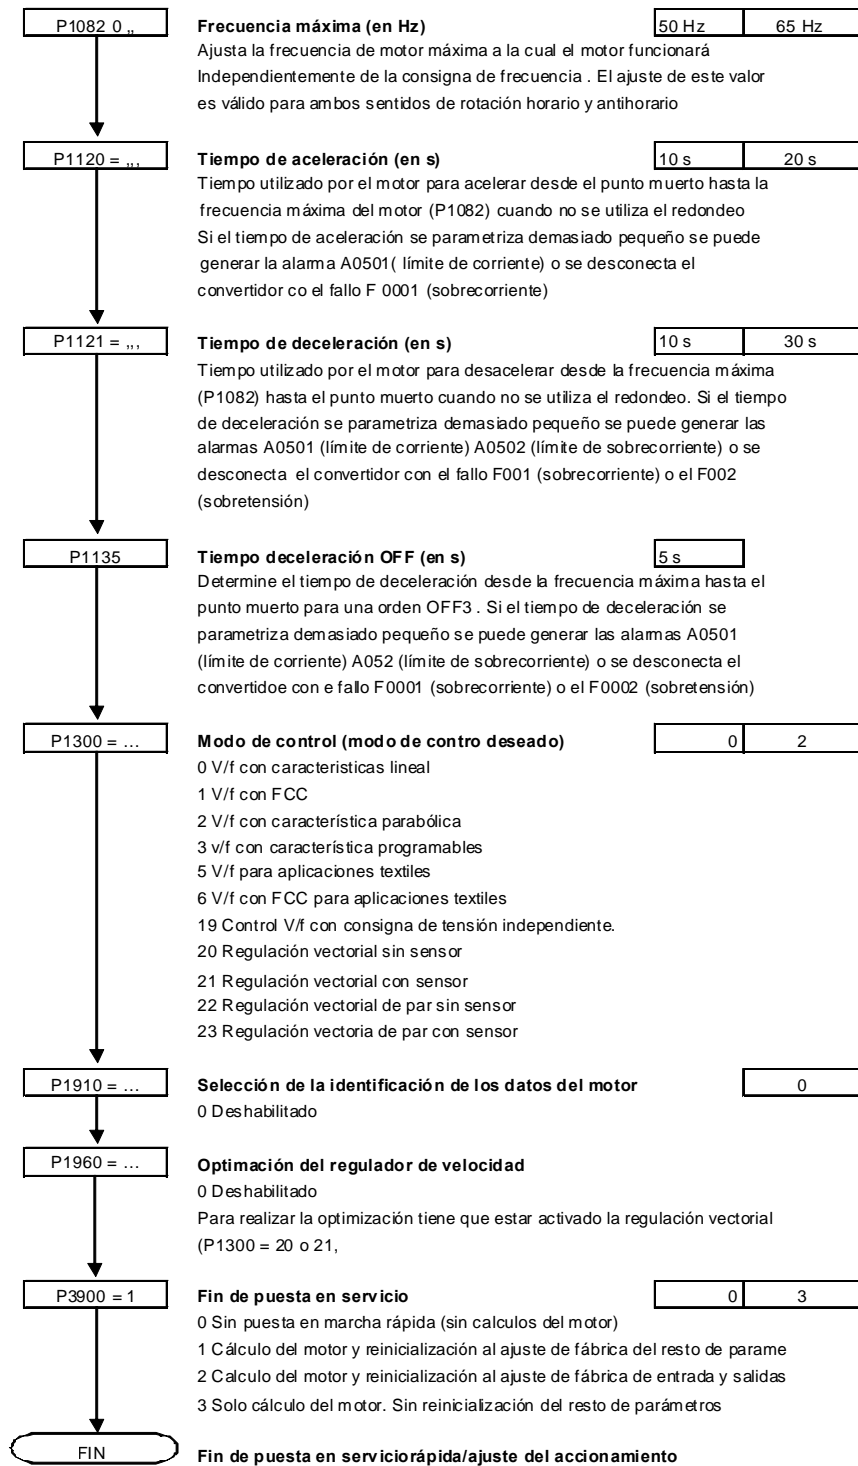 P1082 0 ,, Frecuencia máxima (en Hz) 50 Hz 65 Hz
Ajusta la frecuencia de motor máxima a la cual el motor funcionará
Independientemente de la consigna de frecuencia . El ajuste de este valor
es válido para ambos sentidos de rotación horario y antihorario
P1120 = ,,, Tiempo de aceleración (en s) 10 s 20 s
Tiempo utilizado por el motor para acelerar desde el punto muerto hasta la
frecuencia máxima del motor (P1082) cuando no se utiliza el redondeo
Si el tiempo de aceleración se parametriza demasiado pequeño se puede
generar la alarma A0501( límite de corriente) o se desconecta el
convertidor co el fallo F 0001 (sobrecorriente)
P1121 = ,,, Tiempo de deceleración (en s) 10 s 30 s
Tiempo utilizado por el motor para desacelerar desde la frecuencia máxima
(P1082) hasta el punto muerto cuando no se utiliza el redondeo. Si el tiempo
de deceleración se parametriza demasiado pequeño se puede generar las
alarmas A0501 (límite de corriente) A0502 (límite de sobrecorriente) o se
desconecta el convertidor con el fallo F001 (sobrecorriente) o el F002
(sobretensión)
P1135 Tiempo deceleración OFF (en s) 5 s
Determine el tiempo de deceleración desde la frecuencia máxima hasta el
punto muerto para una orden OFF3 . Si el tiempo de deceleración se
parametriza demasiado pequeño se puede generar las alarmas A0501
(límite de corriente) A052 (límite de sobrecorriente) o se desconecta el
convertidoe con e fallo F0001 (sobrecorriente) o el F0002 (sobretensión)
P1300 = … Modo de control (modo de contro deseado) 0 2
0 V/f con caracteristicas lineal
1 V/f con FCC
2 V/f con característica parabólica
3 v/f con característica programables
5 V/f para aplicaciones textiles
6 V/f con FCC para aplicaciones textiles
19 Control V/f con consigna de tensión independiente.
20 Regulación vectorial sin sensor
21 Regulación vectorial con sensor
22 Regulación vectorial de par sin sensor
23 Regulación vectoria de par con sensor
P1910 = … Selección de la identificación de los datos del motor 0
0 Deshabilitado
P1960 = … Optimación del regulador de velocidad
0 Deshabilitado
Para realizar la optimización tiene que estar activado la regulación vectorial
(P1300 = 20 o 21,
P3900 = 1 Fin de puesta en servicio 0 3
0 Sin puesta en marcha rápida (sin calculos del motor)
1 Cálculo del motor y reinicialización al ajuste de fábrica del resto de parame
2 Calculo del motor y reinicialización al ajuste de fábrica de entrada y salidas
3 Solo cálculo del motor. Sin reinicialización del resto de parámetros
FIN Fin de puesta en serviciorápida/ajuste del accionamiento